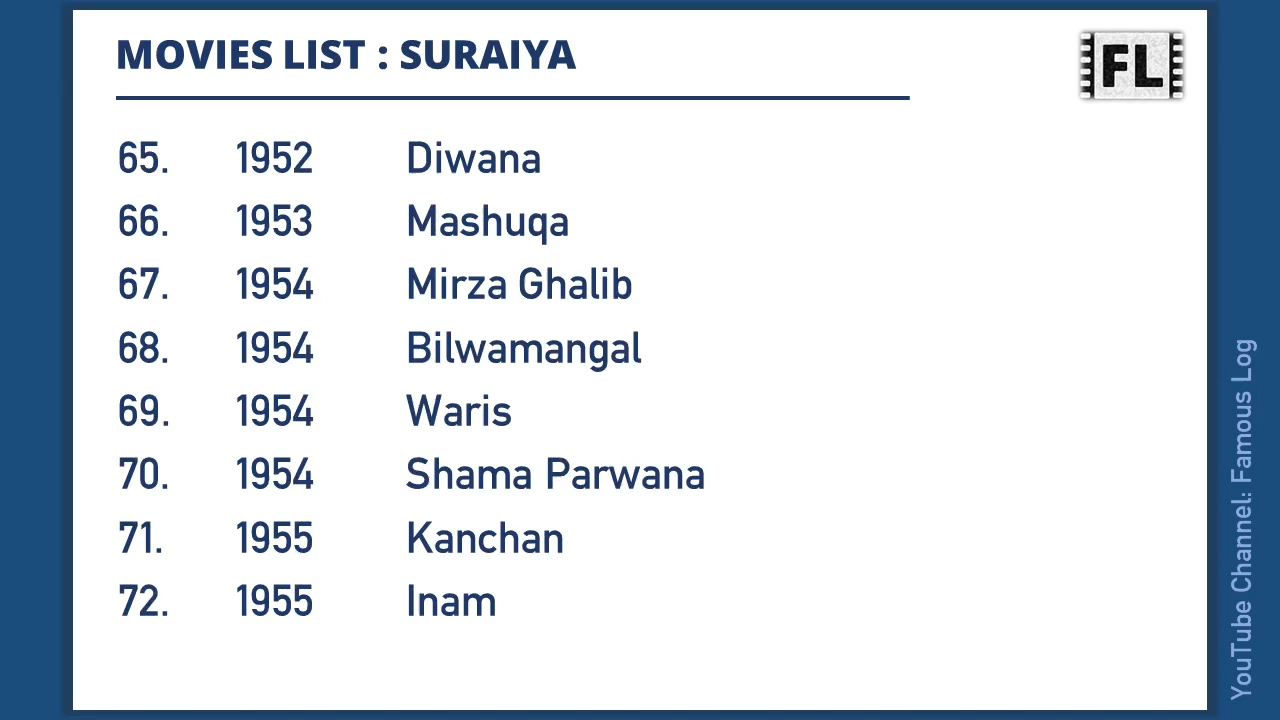 MOVIES LIST : SURAIYA
FL
65. 1952 Diwana
66. 1953 Mashuqa
67. 1954 Mirza Ghalib
68. 1954 Bilwamangal
69. 1954 Waris
70. 1954 Shama Parwana
71. 1955 Kanchan
72. 1955 Inam
YouTube Channel: Famous Log